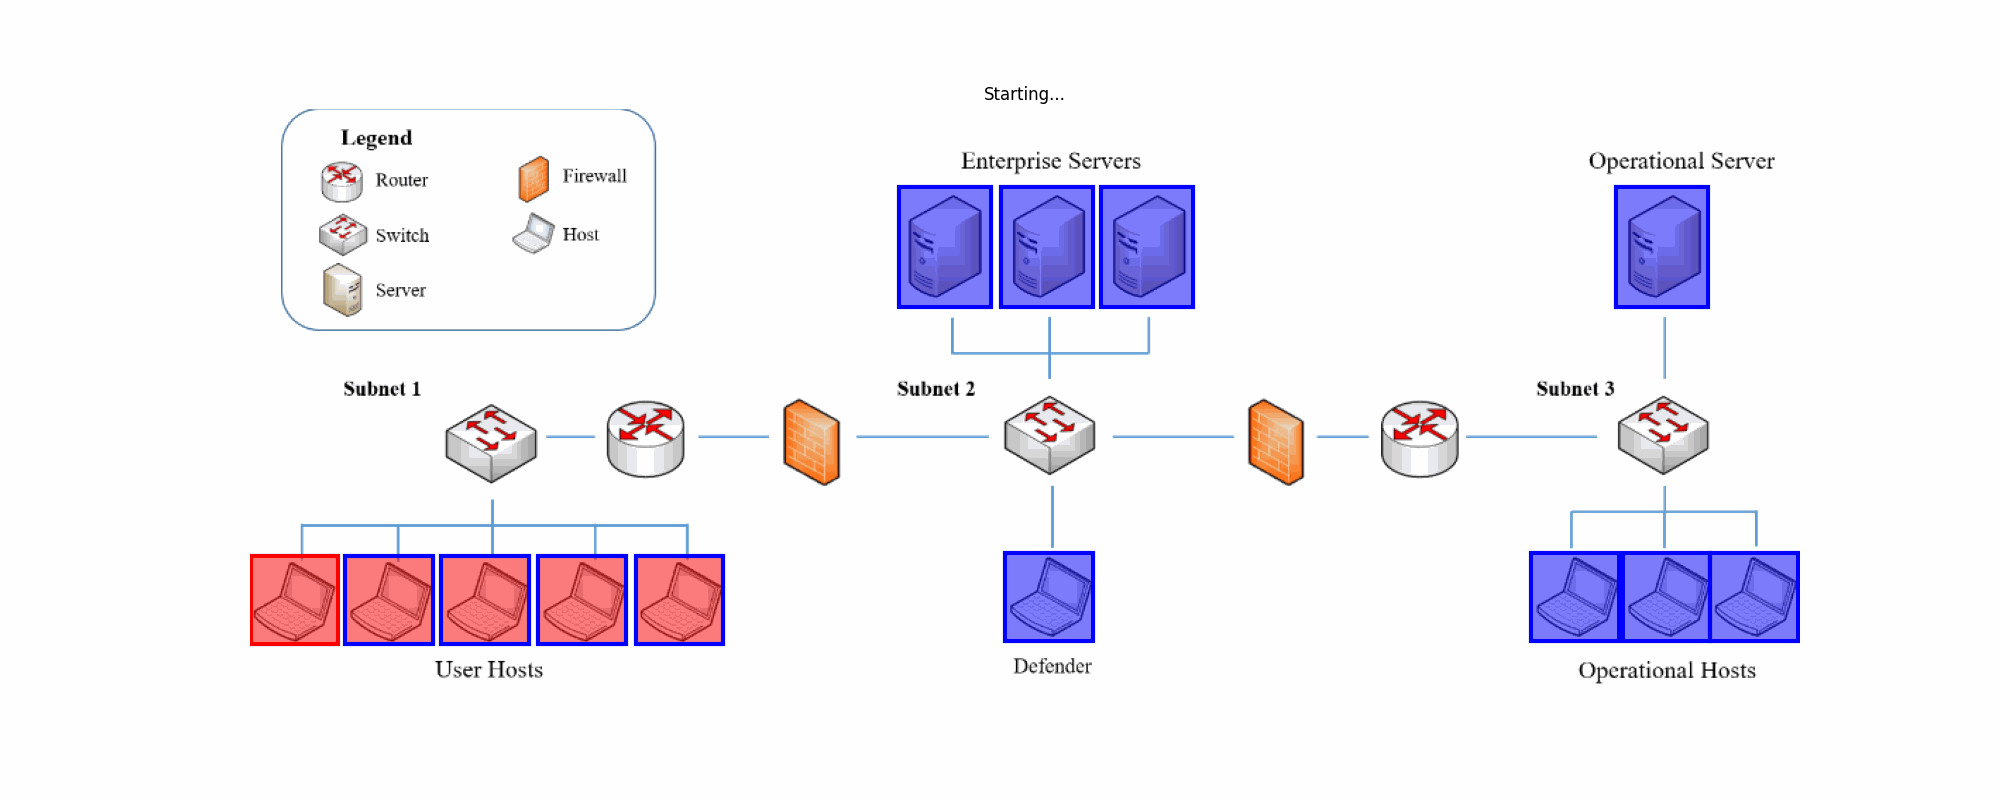 Starting...
Legend
Router
Firewall
Switch
Host
Server
Enterprise Servers
Operational Server
Subnet 1
Subnet 2
Subnet 3
User Hosts
Defender
Operational Hosts